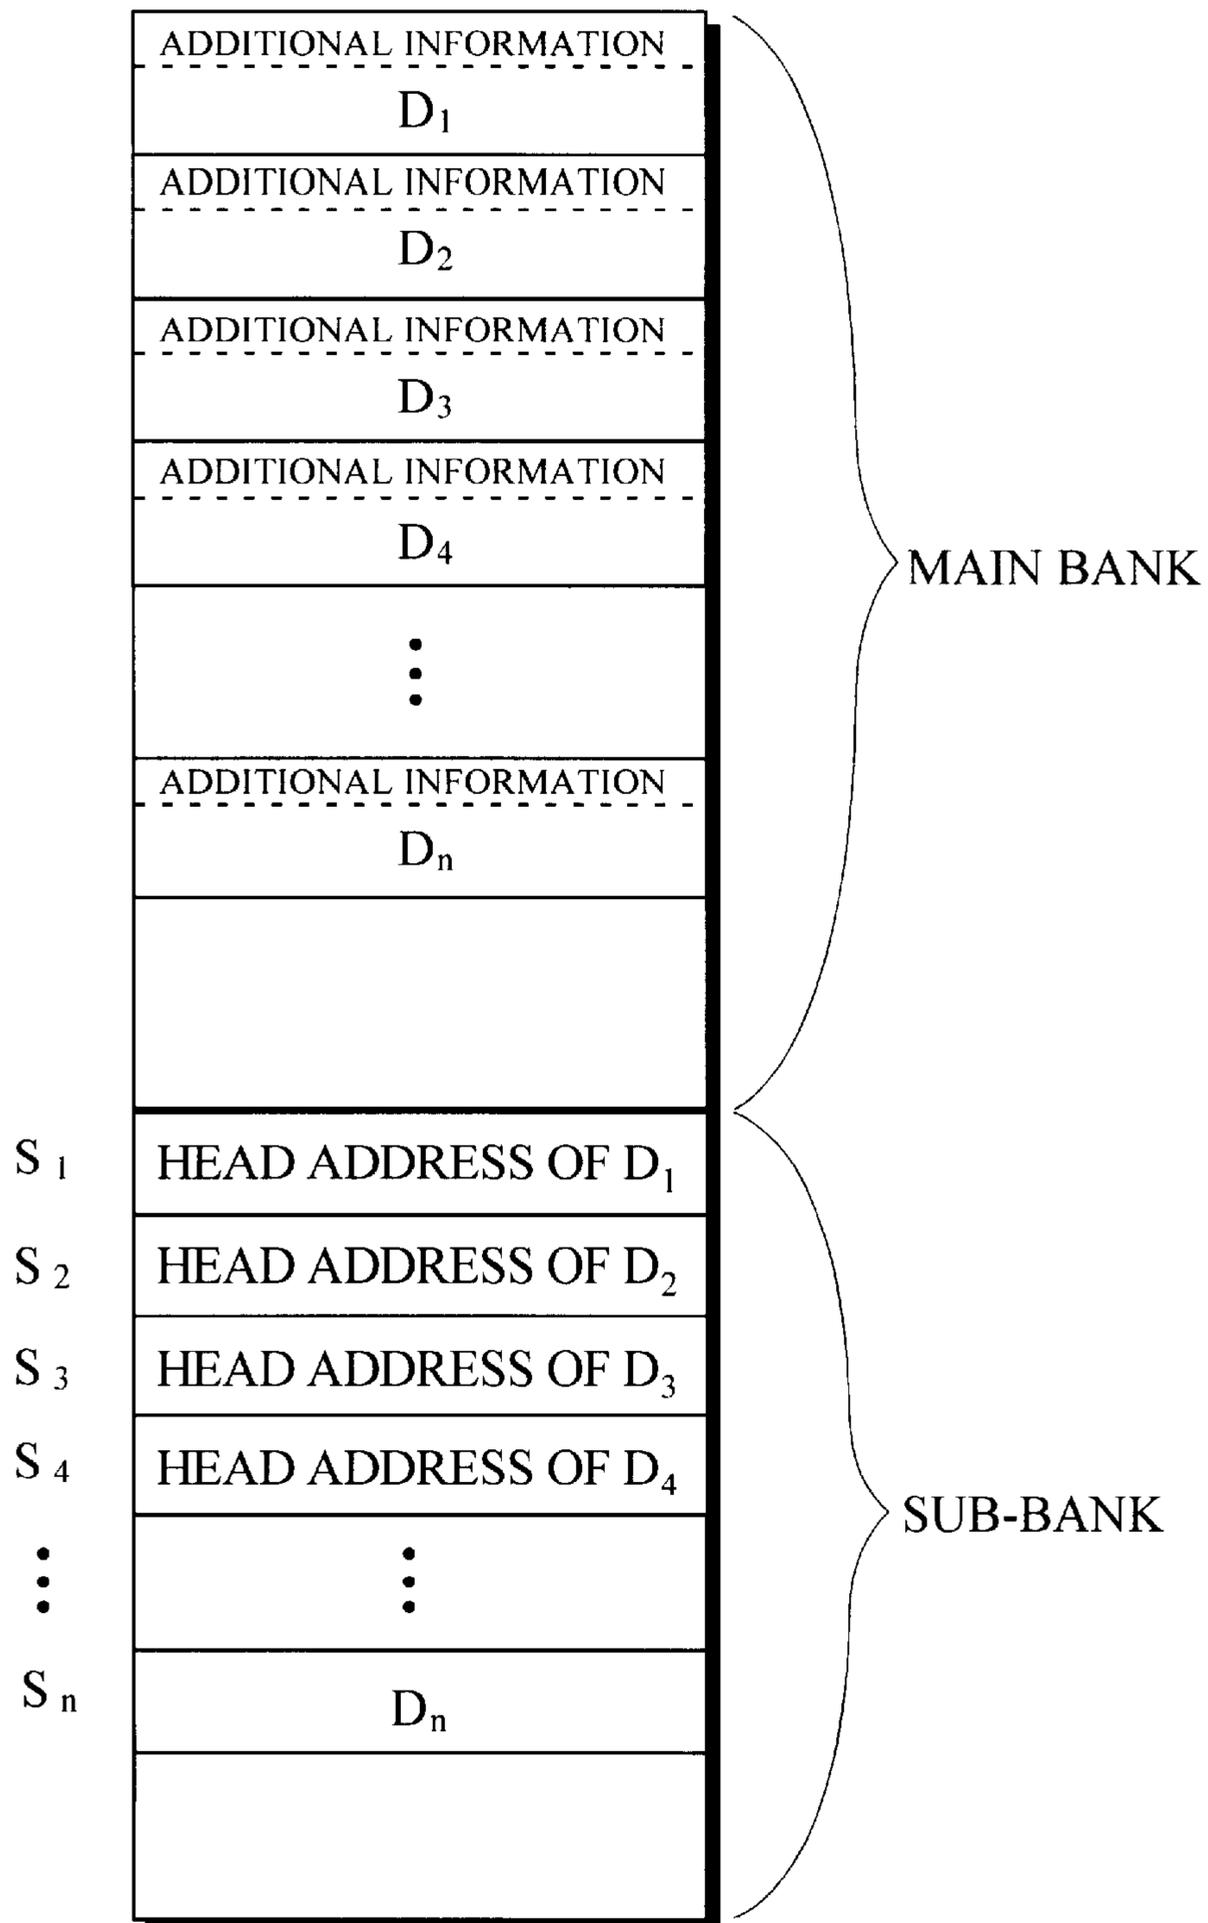 ADDITIONAL INFORMATION
D1
ADDITIONAL INFORMATION
D2
ADDITIONAL INFORMATION
D3
ADDITIONAL INFORMATION
D4
MAIN BANK
ADDITIONAL INFORMATION
Dn
S1 HEAD ADDRESS OF D1
S2 HEAD ADDRESS OF D2
S3 HEAD ADDRESS OF D3
S4 HEAD ADDRESS OF D4
SUB-BANK
Sn Dn